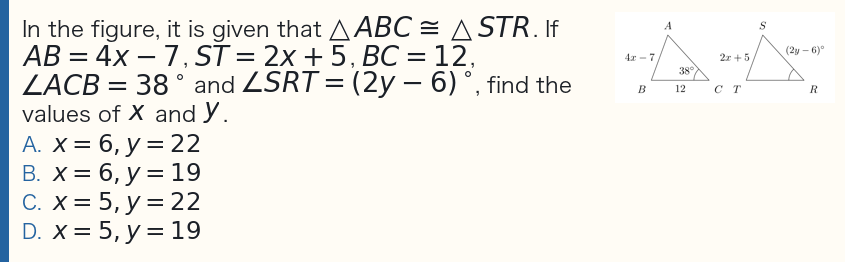 In the figure, it is given that △ABC ≅ △STR. If
AB = 4x − 7, ST = 2x + 5, BC = 12,
∠ACB = 38° and ∠SRT = (2y − 6)°, find the
values of x and y.
A. x = 6, y = 22
B. x = 6, y = 19
C. x = 5, y = 22
D. x = 5, y = 19
A S
4x − 7 2x + 5 (2y − 6)°
38°
B 12 C T R